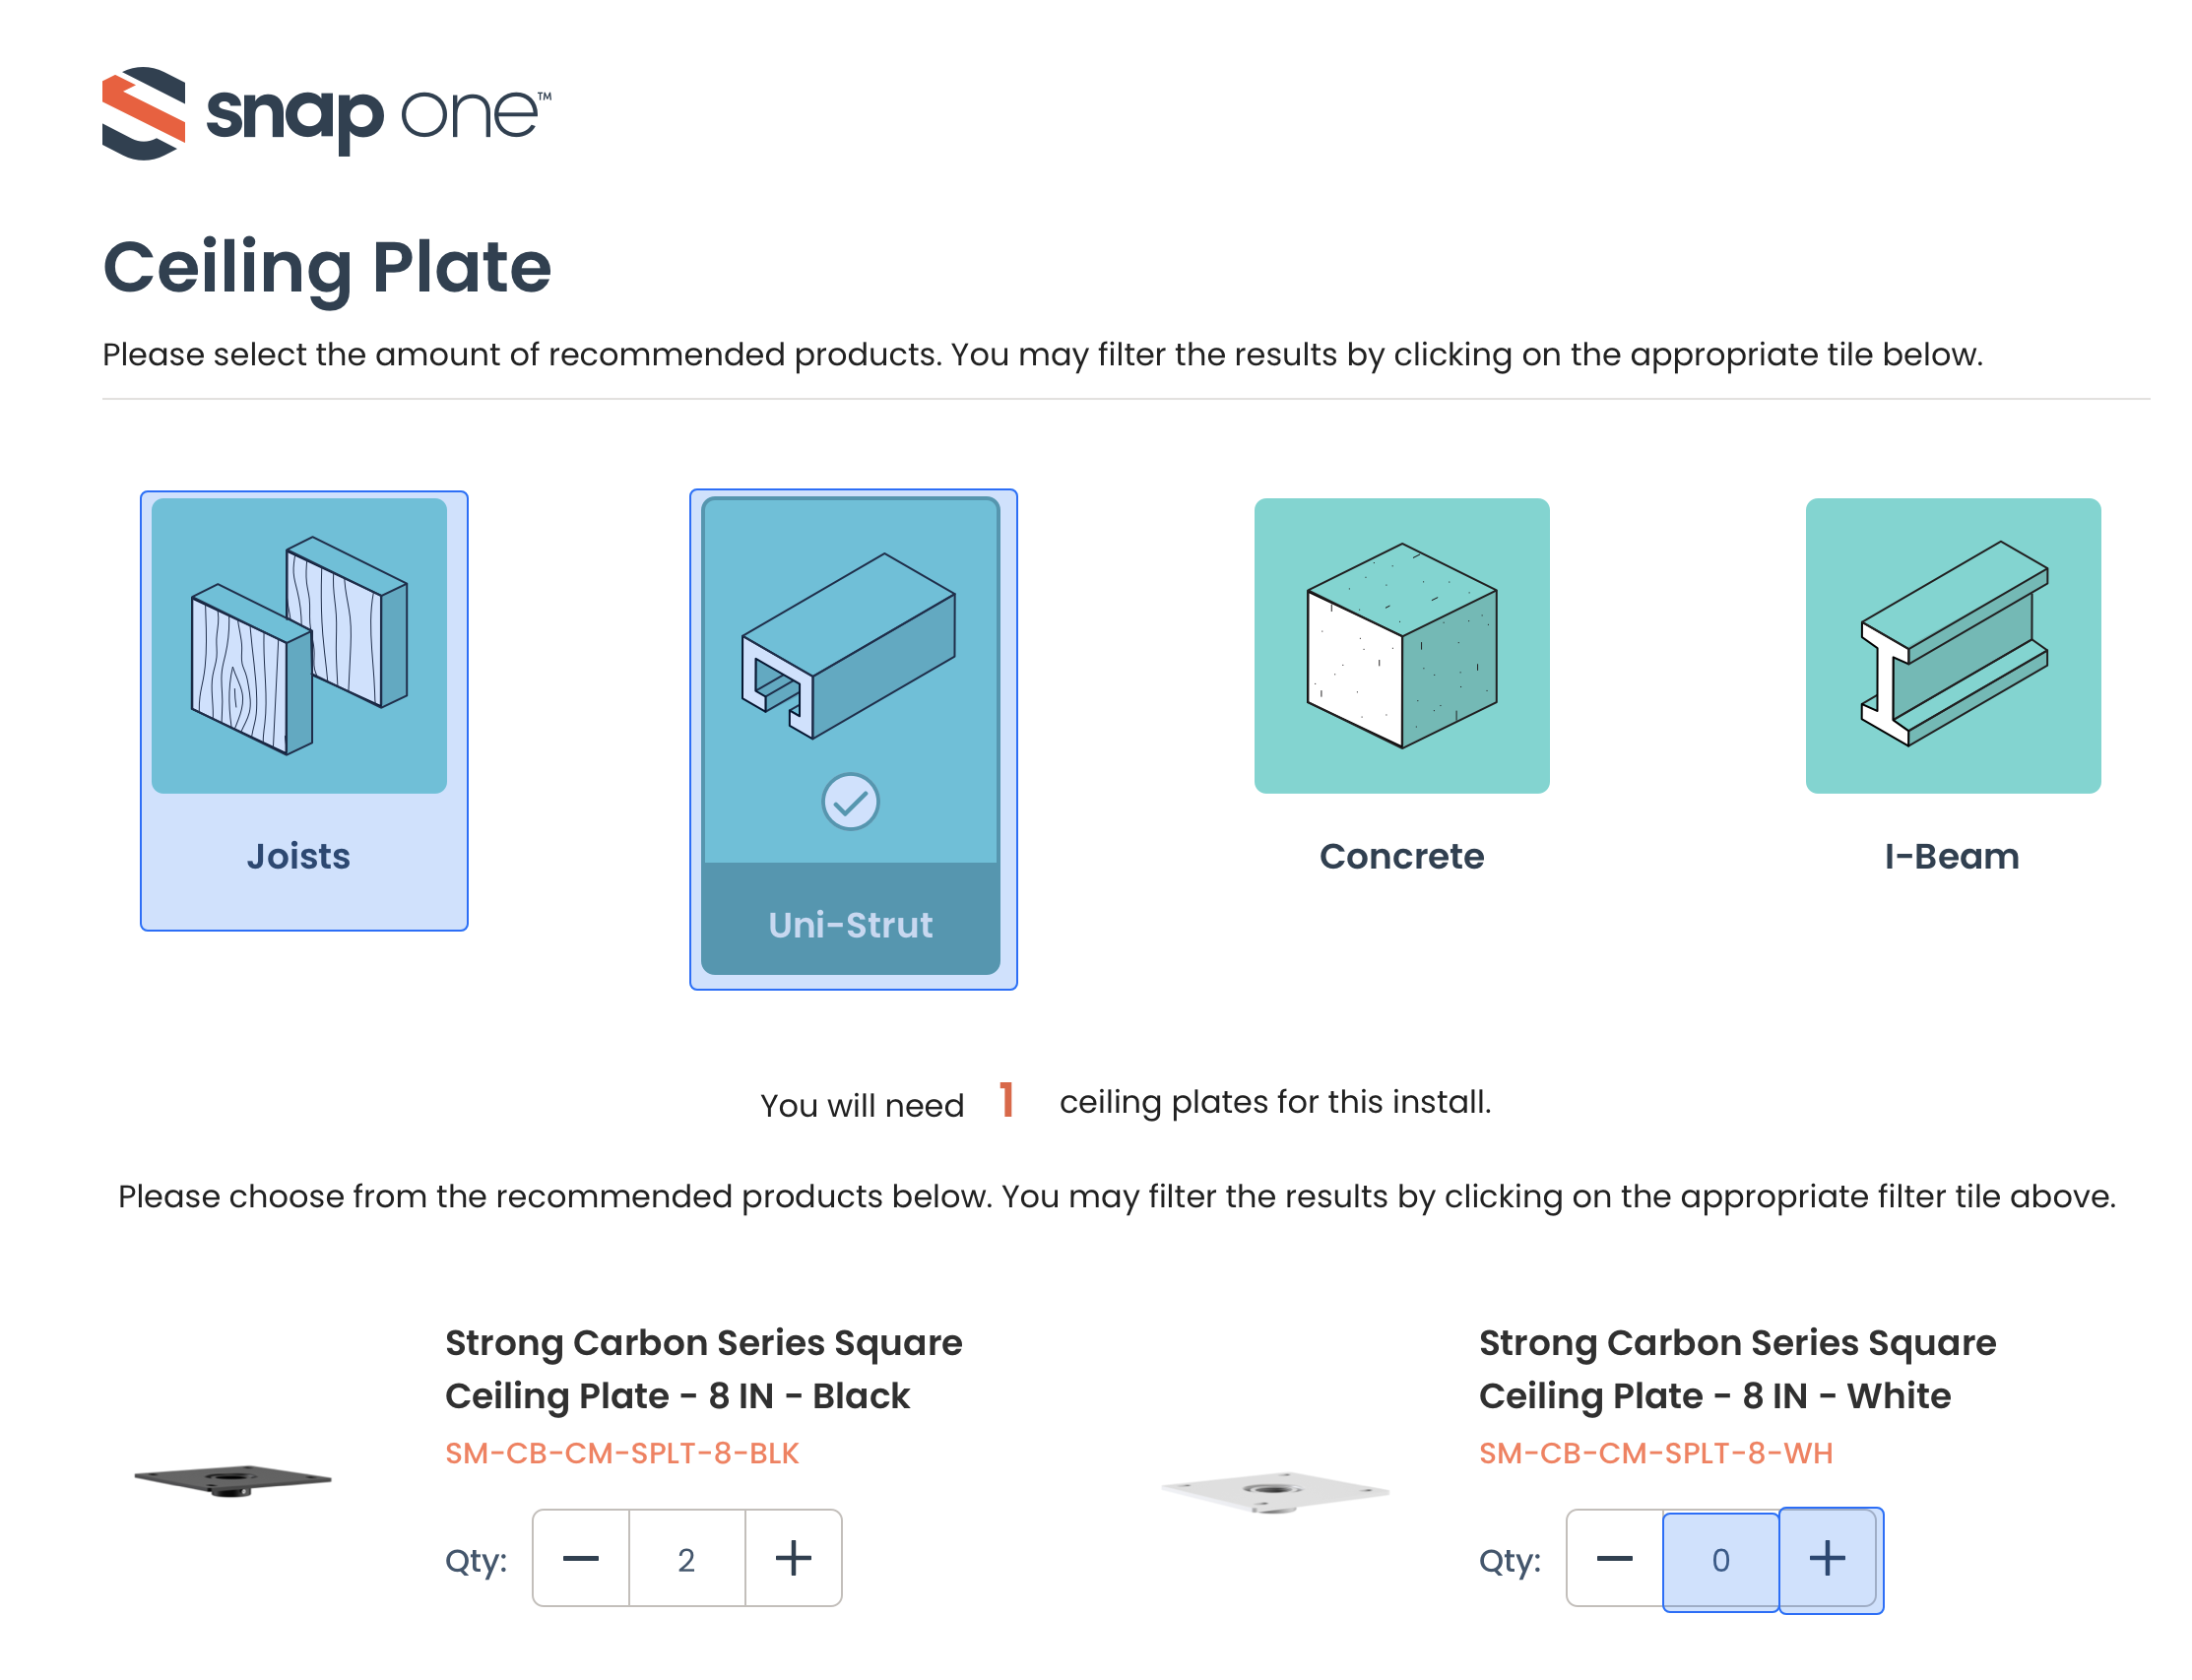 snap one™
Ceiling Plate
Please select the amount of recommended products. You may filter the results by clicking on the appropriate tile below.
Joists
Uni-Strut
Concrete
I-Beam
You will need 1 ceiling plates for this install.
Please choose from the recommended products below. You may filter the results by clicking on the appropriate filter tile above.
Strong Carbon Series Square
Ceiling Plate - 8 IN - Black
SM-CB-CM-SPLT-8-BLK
Qty: — 2 +
Strong Carbon Series Square
Ceiling Plate - 8 IN - White
SM-CB-CM-SPLT-8-WH
Qty: — 0 +